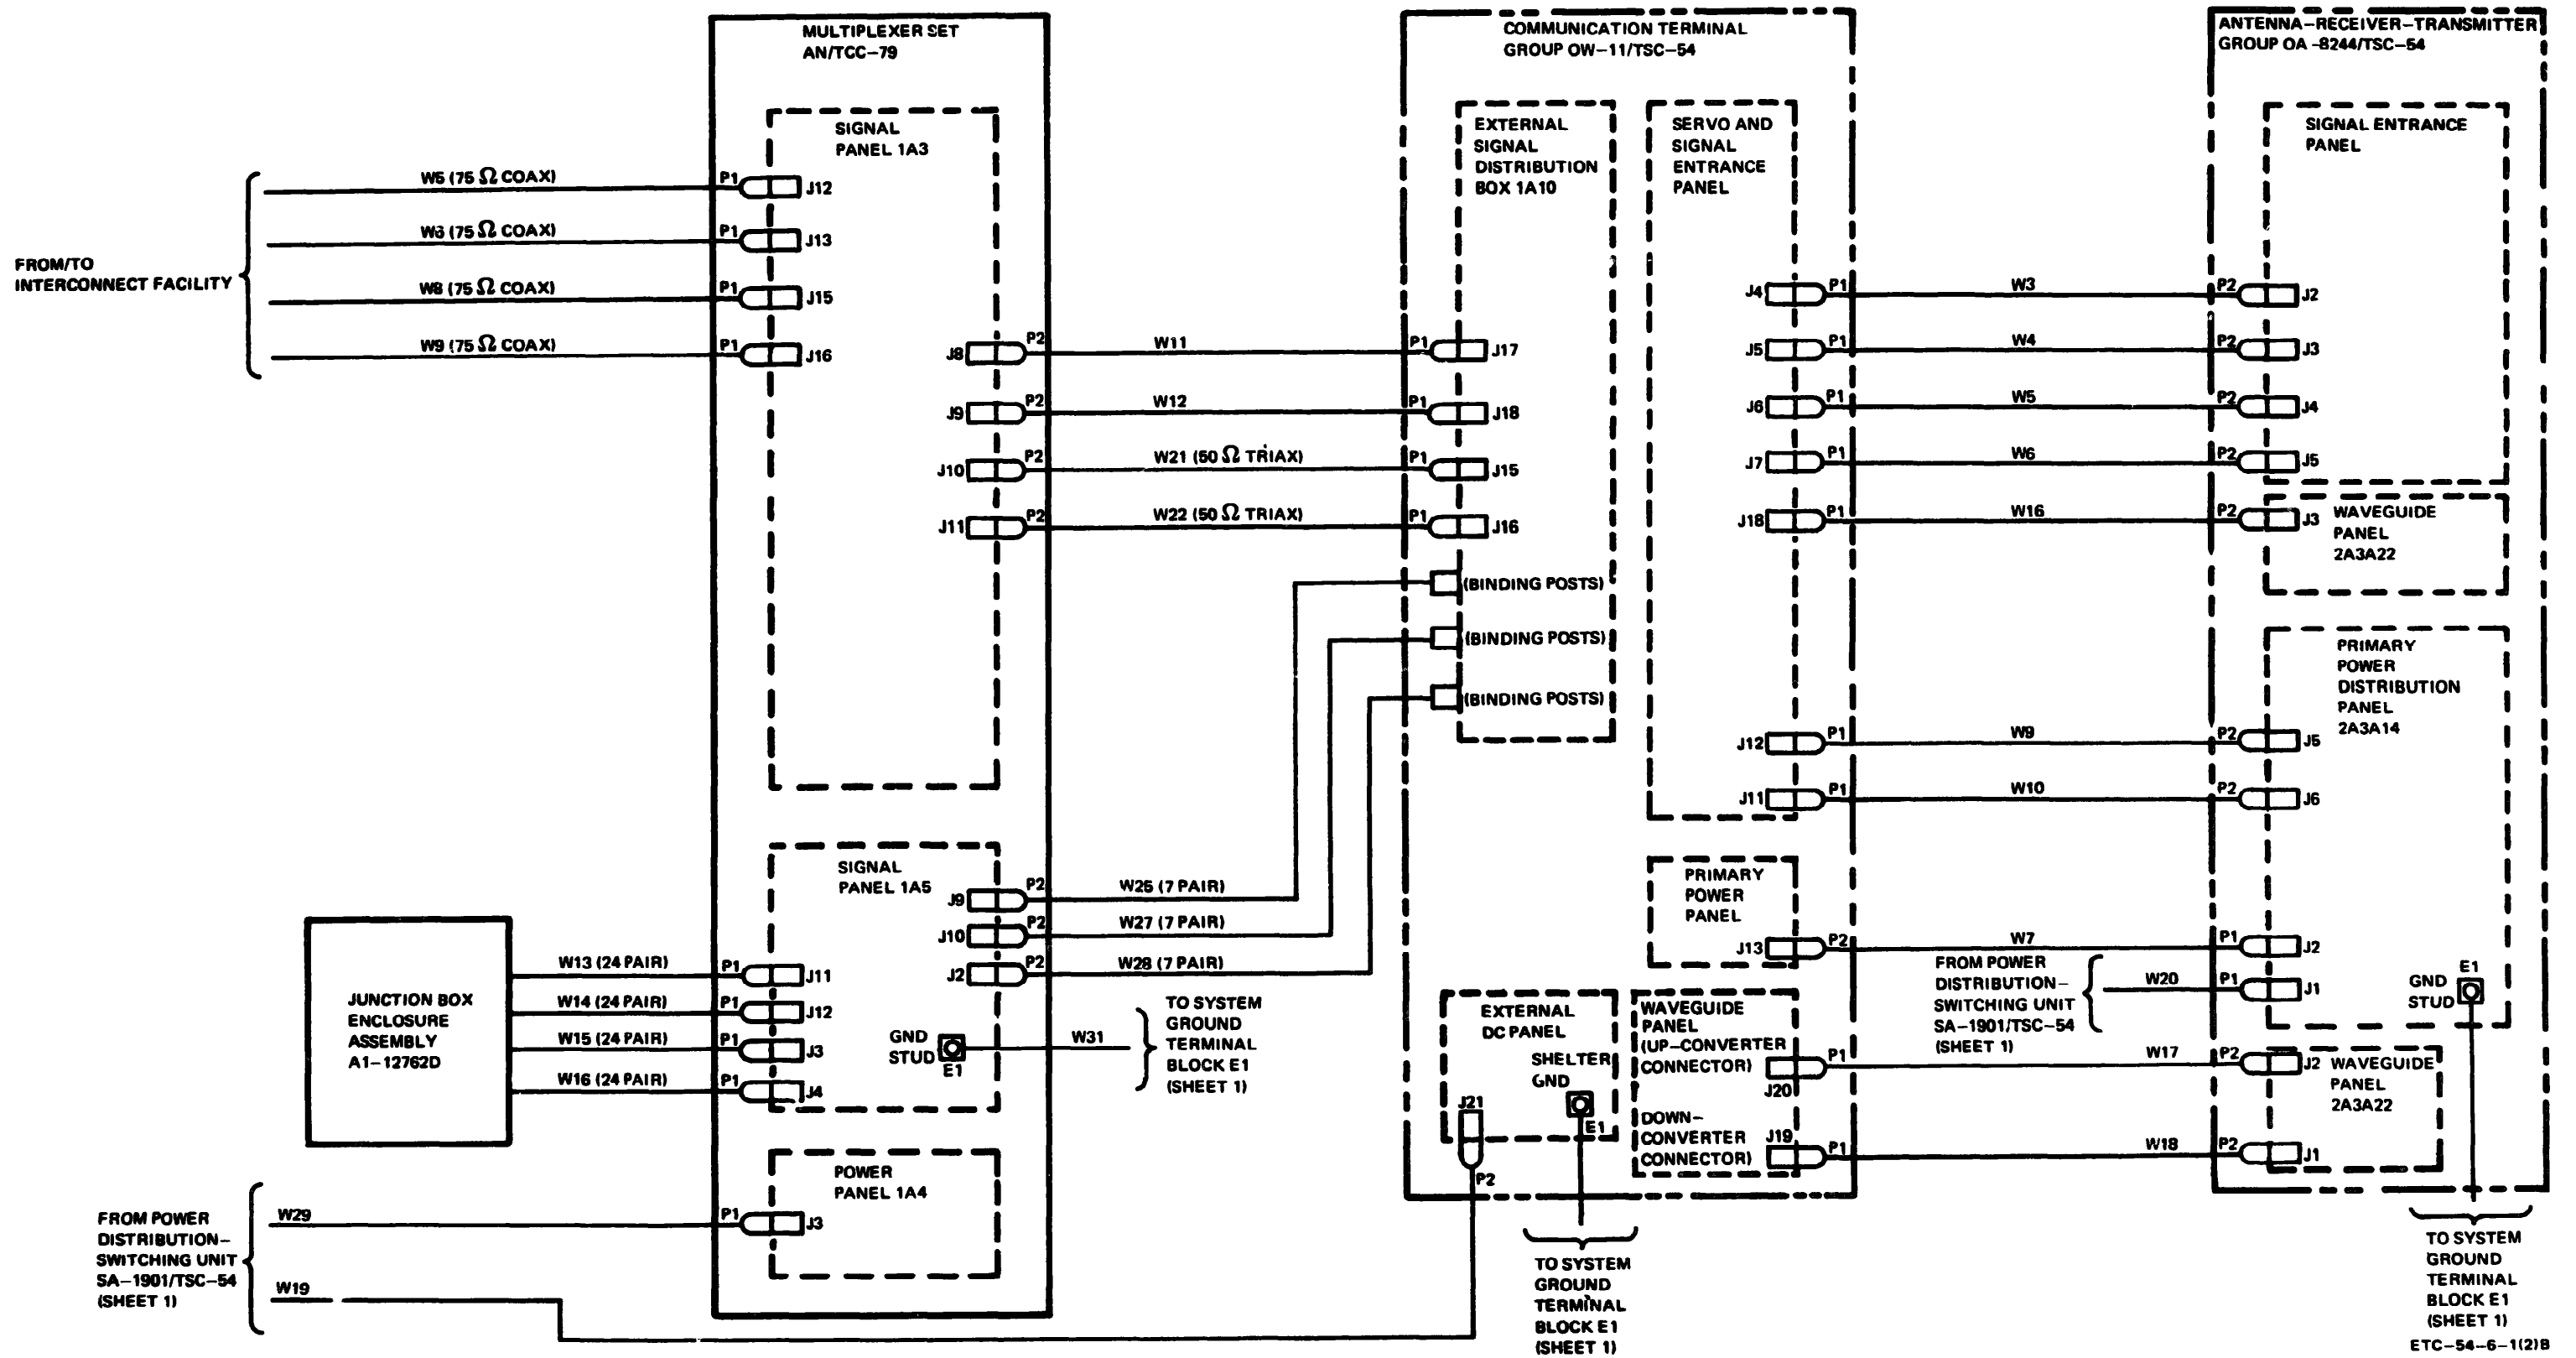 MULTIPLEXER SET
AN/TCC-79
SIGNAL
PANEL 1A3
FROM/TO
INTERCONNECT FACILITY
W5 (75 Ω COAX)
P1
J12
W6 (75 Ω COAX)
P1
J13
W8 (75 Ω COAX)
P1
J15
W9 (75 Ω COAX)
P1
J16
J8
P2
W11
P1
J17
J9
P2
W12
P1
J18
J10
P2
W21 (50 Ω TRIAX)
P1
J15
J11
P2
W22 (50 Ω TRIAX)
P1
J16
SIGNAL
PANEL 1A5
J9
P2
W26 (7 PAIR)
J10
P2
W27 (7 PAIR)
J2
P2
W28 (7 PAIR)
JUNCTION BOX
ENCLOSURE
ASSEMBLY
A1-12762D
W13 (24 PAIR)
P1
J11
W14 (24 PAIR)
P1
J12
W15 (24 PAIR)
P1
J3
W16 (24 PAIR)
P1
J4
GND
STUD
E1
W31
TO SYSTEM
GROUND
TERMINAL
BLOCK E1
(SHEET 1)
POWER
PANEL 1A4
FROM POWER
DISTRIBUTION-
SWITCHING UNIT
SA-1901/TSC-54
(SHEET 1)
W29
P1
J3
W19
COMMUNICATION TERMINAL
GROUP OW-11/TSC-54
EXTERNAL
SIGNAL
DISTRIBUTION
BOX 1A10
(BINDING POSTS)
(BINDING POSTS)
(BINDING POSTS)
SERVO AND
SIGNAL
ENTRANCE
PANEL
J4
P1
W3
P2
J2
J5
P1
W4
P2
J3
J6
P1
W5
P2
J4
J7
P1
W6
P2
J5
J18
P1
W16
P2
J3
J12
P1
W9
P2
J5
J11
P1
W10
P2
J6
PRIMARY
POWER
PANEL
J13
P2
W7
P1
J2
FROM POWER
DISTRIBUTION-
SWITCHING UNIT
SA-1901/TSC-54
(SHEET 1)
W20
P1
J1
EXTERNAL
DC PANEL
SHELTER
GND
E1
J21
P2
WAVEGUIDE
PANEL
(UP-CONVERTER
CONNECTOR)
J20
P1
W17
P2
J2
DOWN-
CONVERTER
CONNECTOR)
J19
P1
W18
P2
J1
TO SYSTEM
GROUND
TERMINAL
BLOCK E1
(SHEET 1)
ANTENNA-RECEIVER-TRANSMITTER
GROUP OA-8244/TSC-54
SIGNAL ENTRANCE
PANEL
WAVEGUIDE
PANEL
2A3A22
PRIMARY
POWER
DISTRIBUTION
PANEL
2A3A14
E1
GND
STUD
WAVEGUIDE
PANEL
2A3A22
TO SYSTEM
GROUND
TERMINAL
BLOCK E1
(SHEET 1)
ETC-54-6-1(2)B